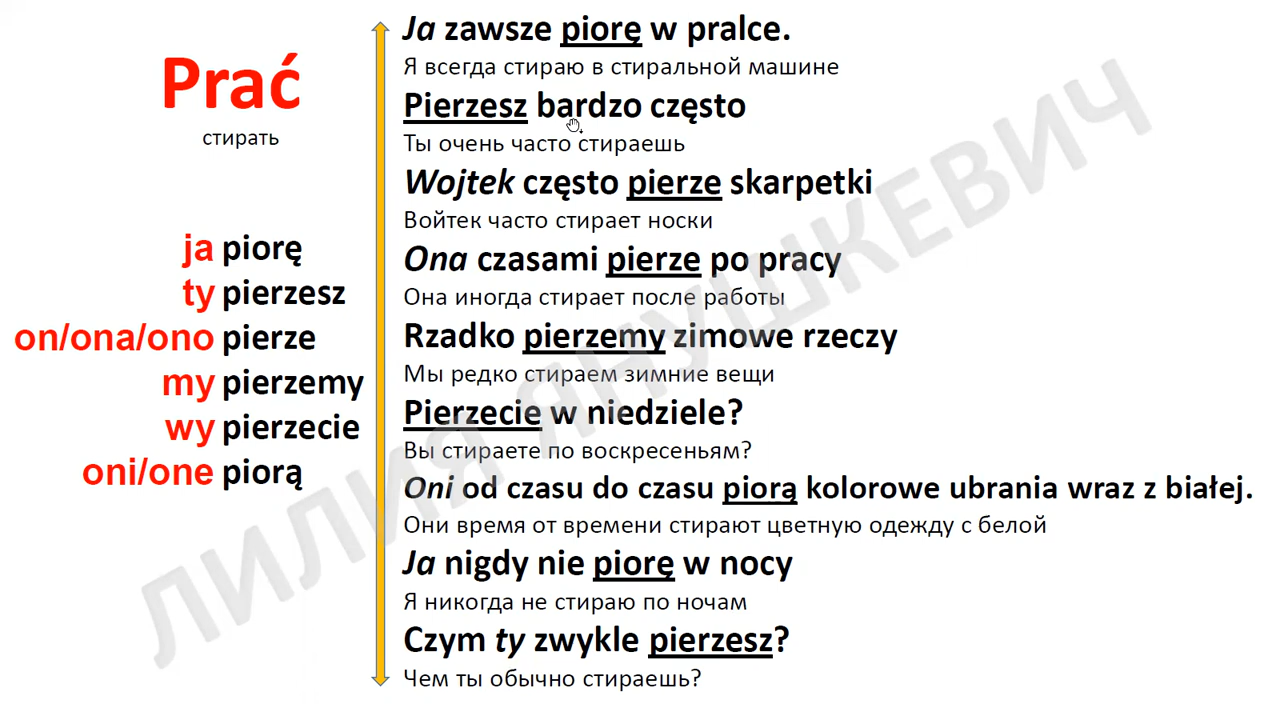 Prać
стирать
ja piorę
ty pierzesz
on/ona/ono pierze
my pierzemy
wy pierzecie
oni/one piorą
Ja zawsze piorę w pralce.
Я всегда стираю в стиральной машине
Pierzesz bardzo często
Ты очень часто стираешь
Wojtek często pierze skarpetki
Войтек часто стирает носки
Ona czasami pierze po pracy
Она иногда стирает после работы
Rzadko pierzemy zimowe rzeczy
Мы редко стираем зимние вещи
Pierzecie w niedziele?
Вы стираете по воскресеньям?
Oni od czasu do czasu piorą kolorowe ubrania wraz z białej.
Они время от времени стирают цветную одежду с белой
Ja nigdy nie piorę w nocy
Я никогда не стираю по ночам
Czym ty zwykle pierzesz?
Чем ты обычно стираешь?
ЛИЛИЯ ЯНУШКЕВИЧ